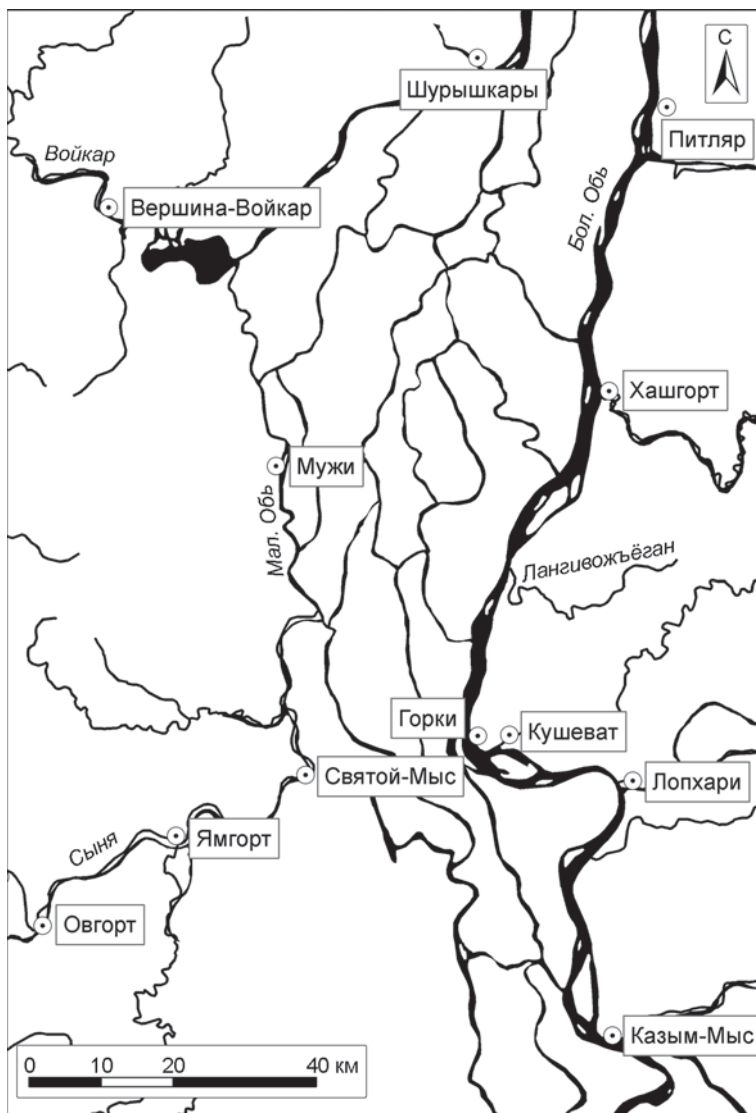 С
Шурышкары
Питляр
Войкар
Вершина-Войкар
Бол. Обь
Хашгорт
Мужи
Мал. Обь
Лангивожъёган
Горки
Кушеват
Святой-Мыс
Лопхари
Сыня
Ямгорт
Овгорт
Казым-Мыс
0 10 20 40 км